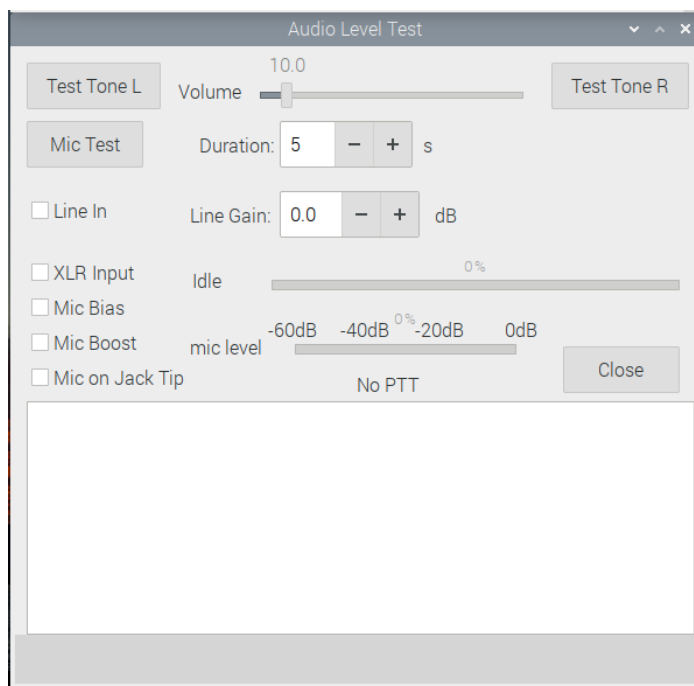 Audio Level Test
10.0
Test Tone L Volume Test Tone R
Mic Test Duration: 5 − + s
Line In Line Gain: 0.0 − + dB
XLR Input Idle 0%
Mic Bias
-60dB -40dB 0% -20dB 0dB
Mic Boost mic level
Mic on Jack Tip No PTT Close